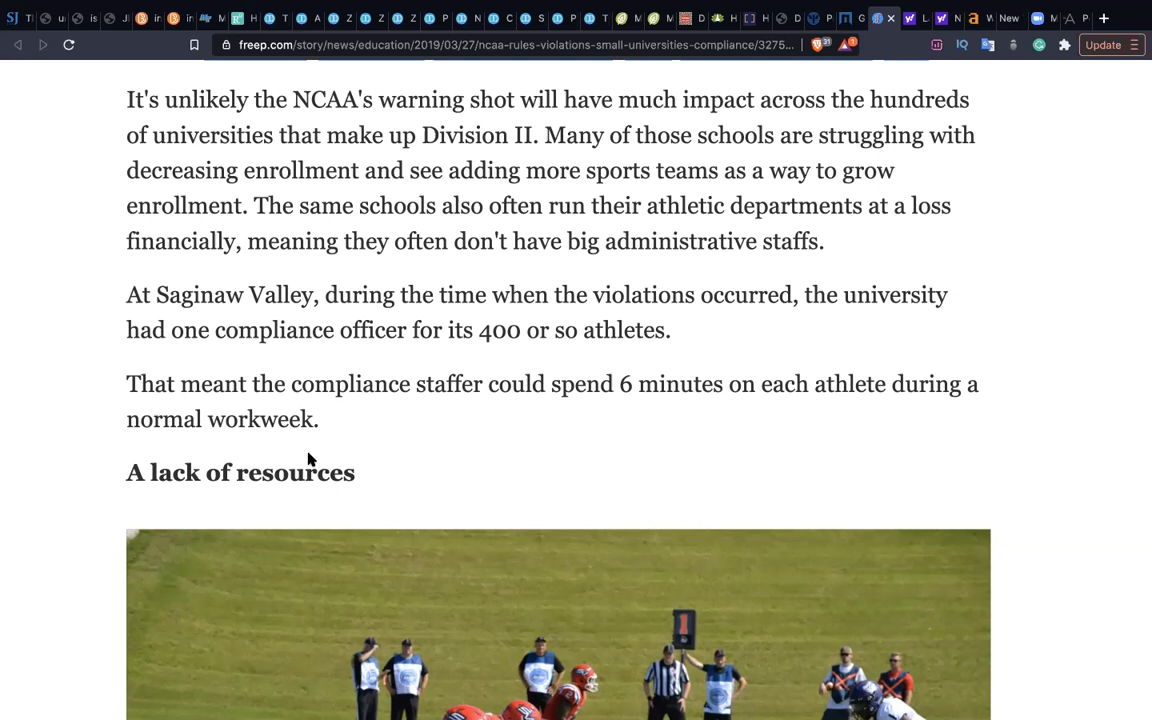 freep.com/story/news/education/2019/03/27/ncaa-rules-violations-small-universities-compliance/3275...
Update
It's unlikely the NCAA's warning shot will have much impact across the hundreds
of universities that make up Division II. Many of those schools are struggling with
decreasing enrollment and see adding more sports teams as a way to grow
enrollment. The same schools also often run their athletic departments at a loss
financially, meaning they often don't have big administrative staffs.
At Saginaw Valley, during the time when the violations occurred, the university
had one compliance officer for its 400 or so athletes.
That meant the compliance staffer could spend 6 minutes on each athlete during a
normal workweek.
A lack of resources
1